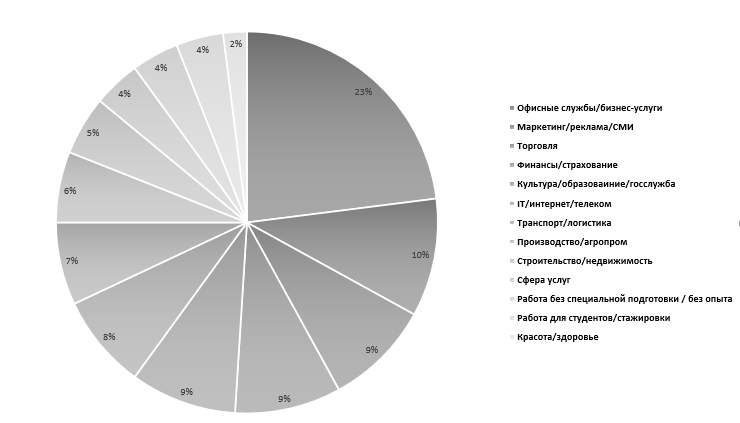 2%
4%
4%
4%
5%
6%
7%
8%
9%
9%
9%
10%
23%
Офисные службы/бизнес-услуги
Маркетинг/реклама/СМИ
Торговля
Финансы/страхование
Культура/образоваиние/госслужба
IT/интернет/телеком
Транспорт/логистика
Производство/агропром
Строительство/недвижимость
Сфера услуг
Работа без специальной подготовки / без опыта
Работа для студентов/стажировки
Красота/здоровье